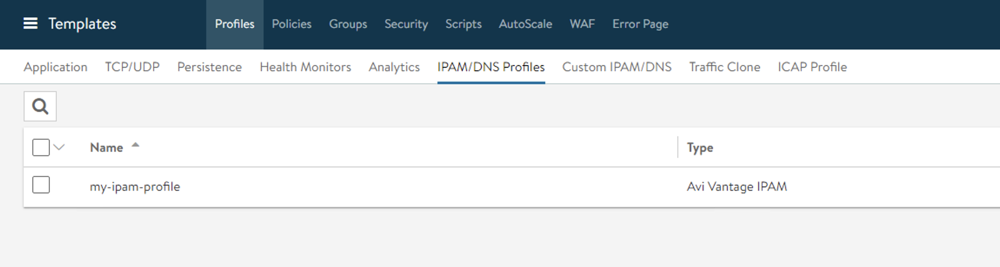 Templates Profiles Policies Groups Security Scripts AutoScale WAF Error Page
Application TCP/UDP Persistence Health Monitors Analytics IPAM/DNS Profiles Custom IPAM/DNS Traffic Clone ICAP Profile
Name Type
my-ipam-profile Avi Vantage IPAM